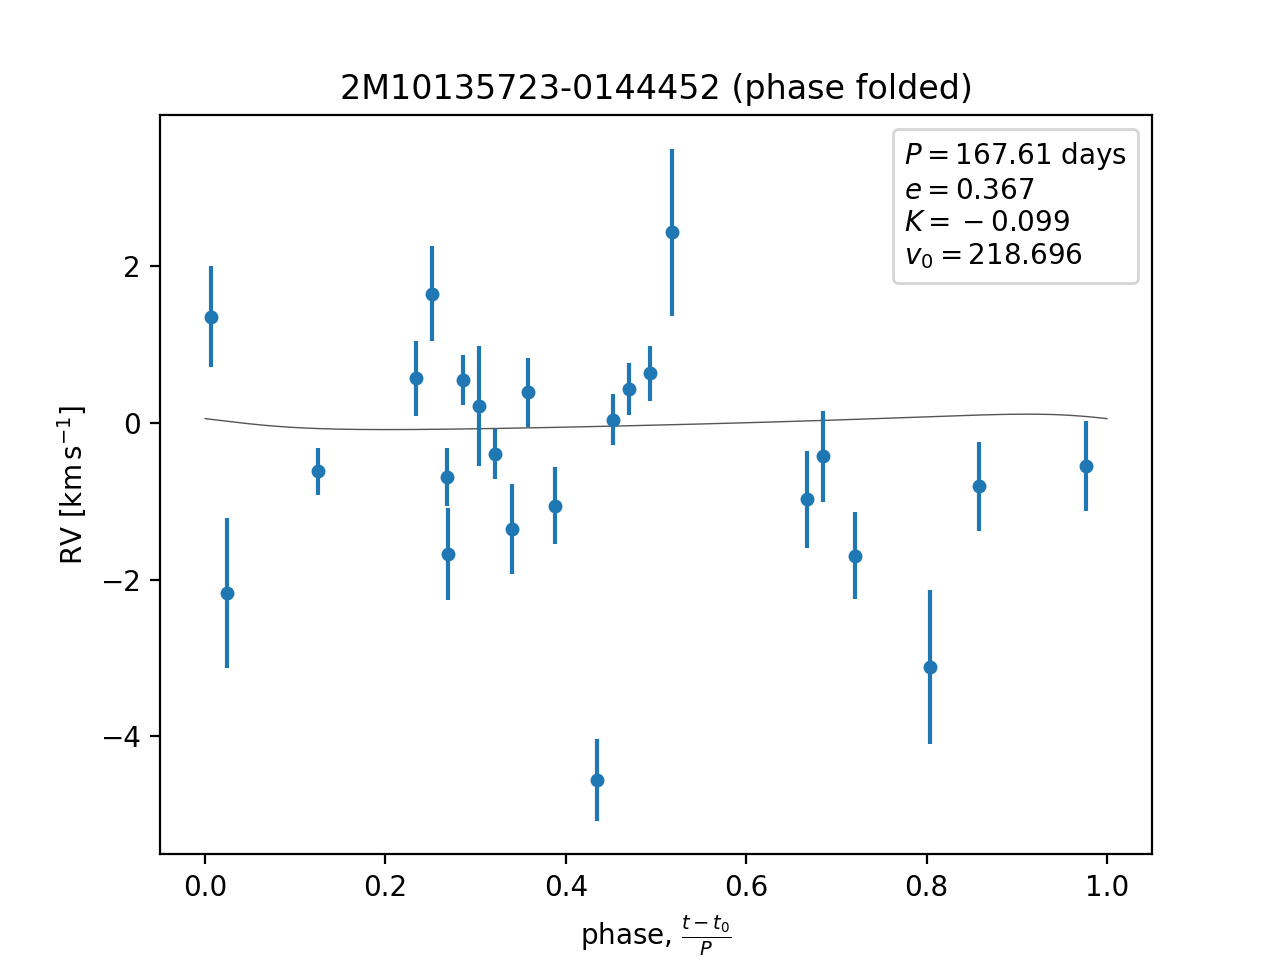 2M10135723-0144452 (phase folded)
P = 167.61 days
e = 0.367
K = −0.099
v₀ = 218.696
2
0
−2
−4
RV [km s⁻¹]
0.0 0.2 0.4 0.6 0.8 1.0
phase, (t − t₀)/P